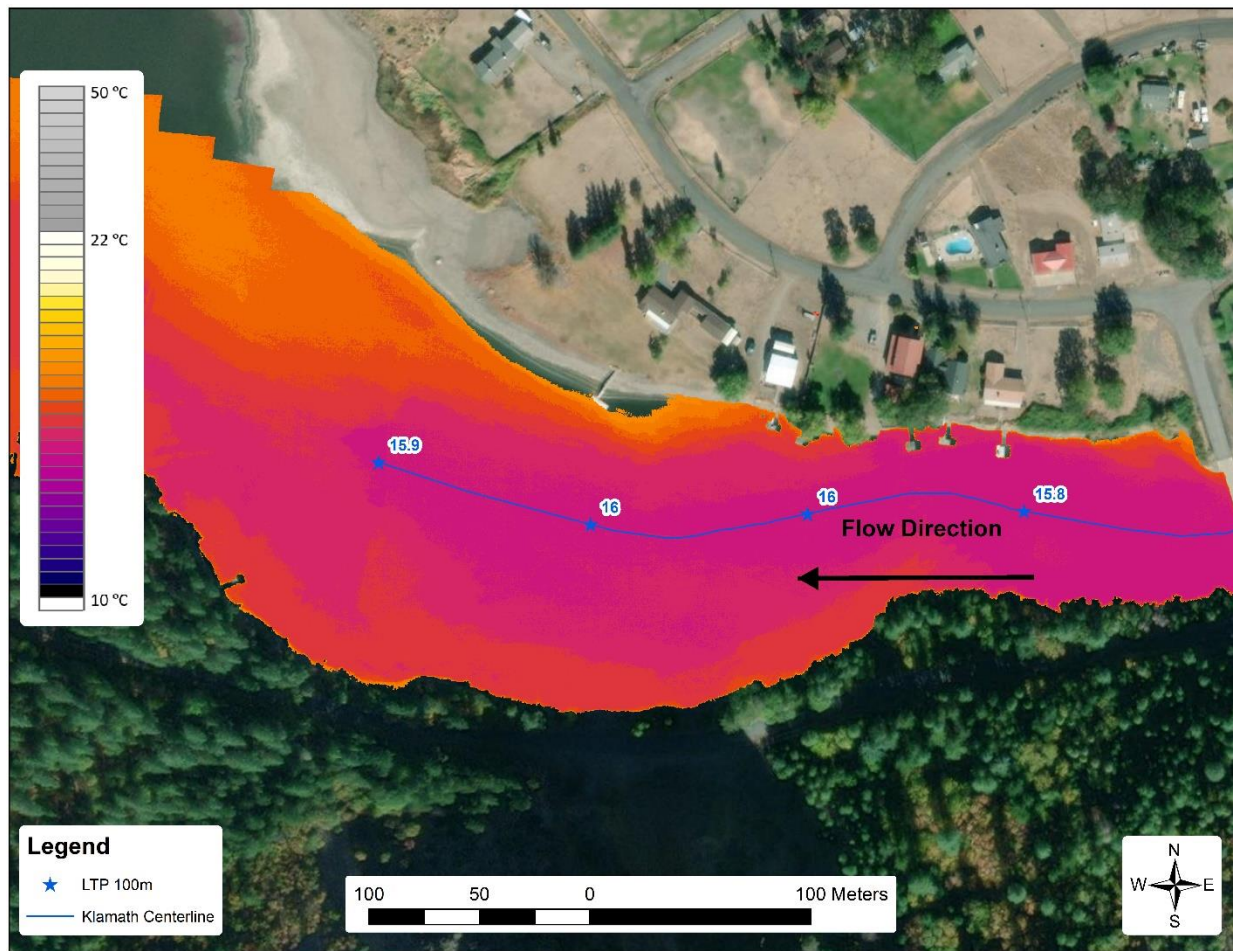 50 °C
22 °C
10 °C
15.9
16
16
15.8
Flow Direction
Legend
LTP 100m
Klamath Centerline
100 50 0 100 Meters
N
W E
S